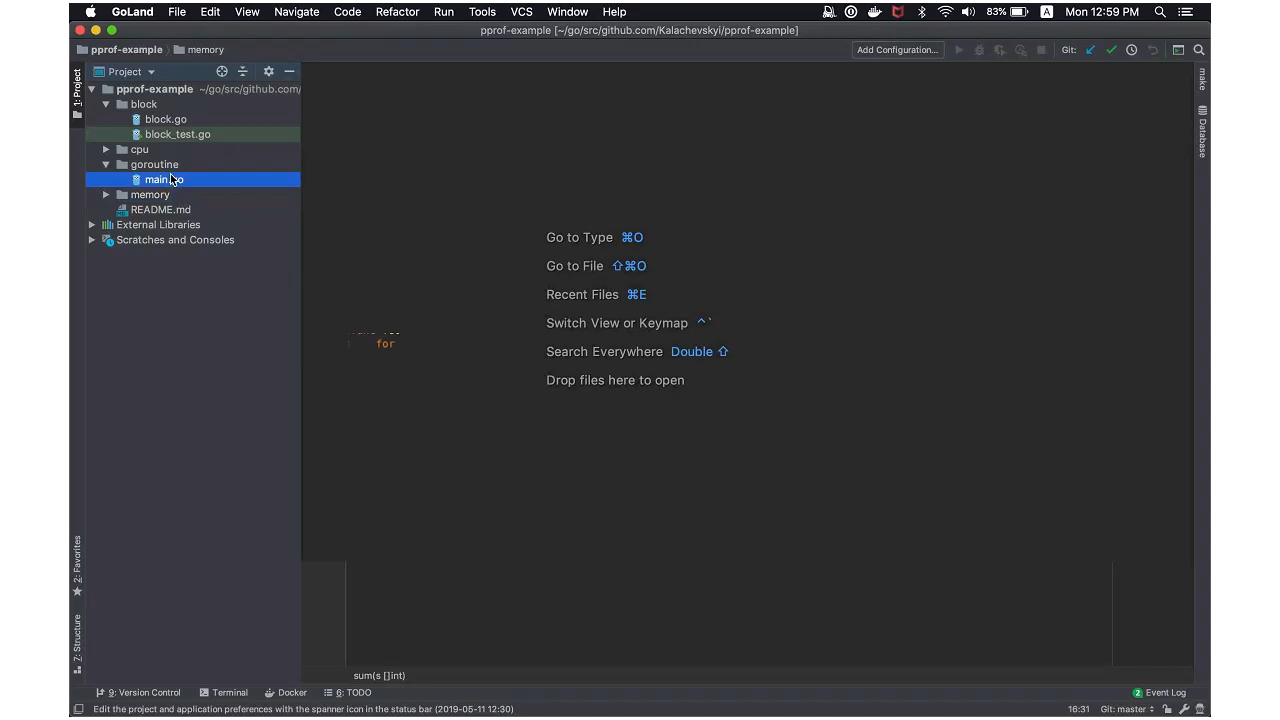 GoLand File Edit View Navigate Code Refactor Run Tools VCS Window Help 83% A Mon 12:59 PM
pprof-example [~/go/src/github.com/Kalachevskyi/pprof-example]
pprof-example memory Add Configuration... Git:
1: Project
Project
pprof-example ~/go/src/github.com/
block
block.go
block_test.go
cpu
goroutine
memory
README.md
External Libraries
Scratches and Consoles
Go to Type ⌘O
Go to File ⇧⌘O
Recent Files ⌘E
Switch View or Keymap ^`
Search Everywhere Double ⇧
Drop files here to open
for
make
Database
2: Favorites
7: Structure
sum(s []int)
9: Version Control Terminal Docker 6: TODO 2 Event Log
Edit the project and application preferences with the spanner icon in the status bar (2019-05-11 12:30) 16:31 Git: master